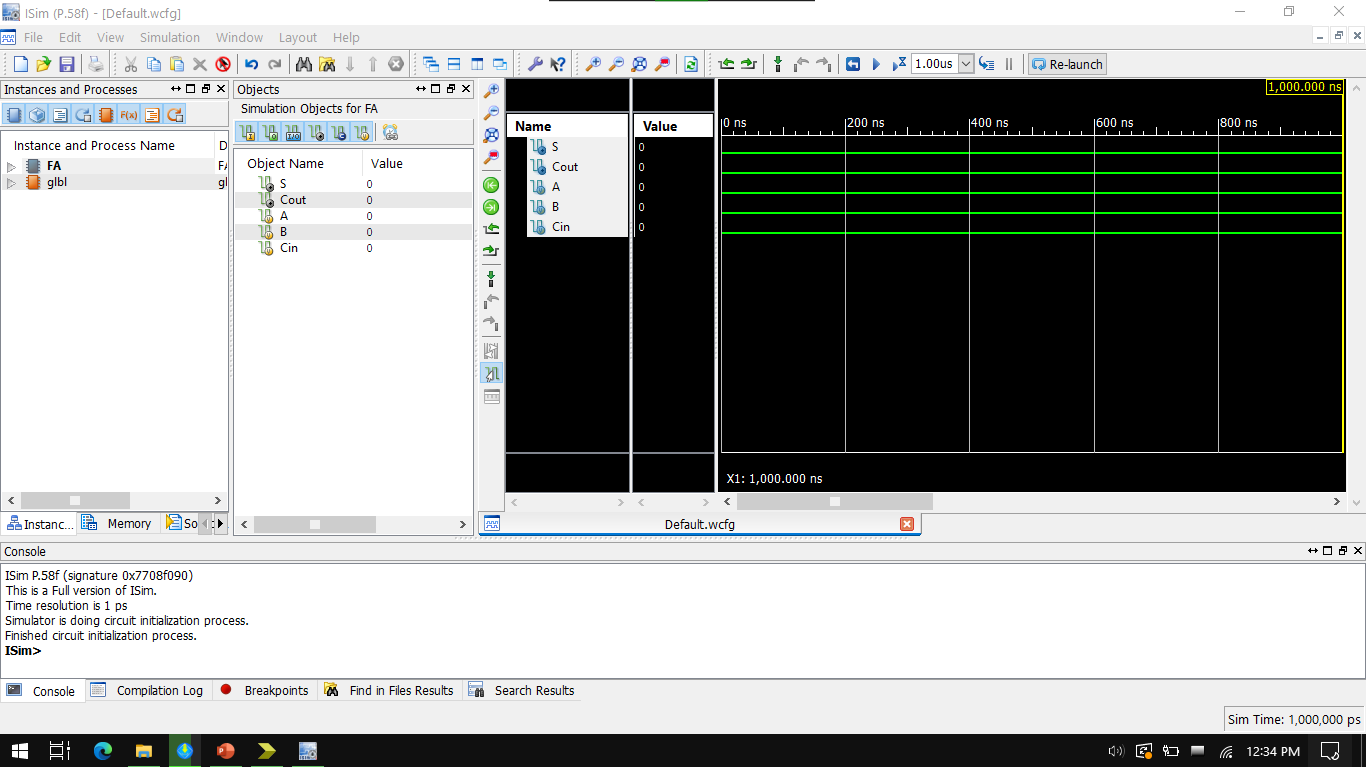 ISim (P.58f) - [Default.wcfg]
File Edit View Simulation Window Layout Help
1.00us Re-launch
Instances and Processes
Instance and Process Name D
FA FA
glbl gl
Instanc... Memory So
Objects
Simulation Objects for FA
Object Name Value
S 0
Cout 0
A 0
B 0
Cin 0
Name Value
S 0
Cout 0
A 0
B 0
Cin 0
1,000.000 ns
0 ns 200 ns 400 ns 600 ns 800 ns
X1: 1,000.000 ns
Default.wcfg
Console
ISim P.58f (signature 0x7708f090)
This is a Full version of ISim.
Time resolution is 1 ps
Simulator is doing circuit initialization process.
Finished circuit initialization process.
ISim>
Console Compilation Log Breakpoints Find in Files Results Search Results
Sim Time: 1,000,000 ps
12:34 PM